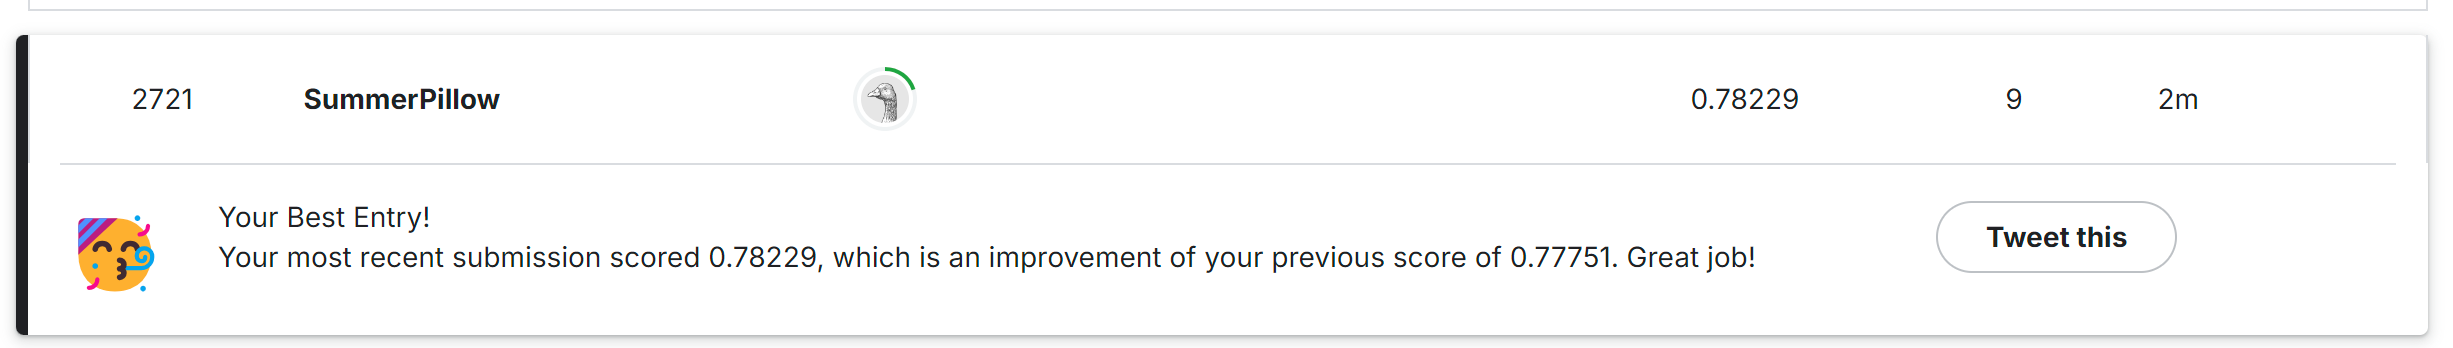 2721 SummerPillow 0.78229 9 2m
Your Best Entry!
Your most recent submission scored 0.78229, which is an improvement of your previous score of 0.77751. Great job!
Tweet this